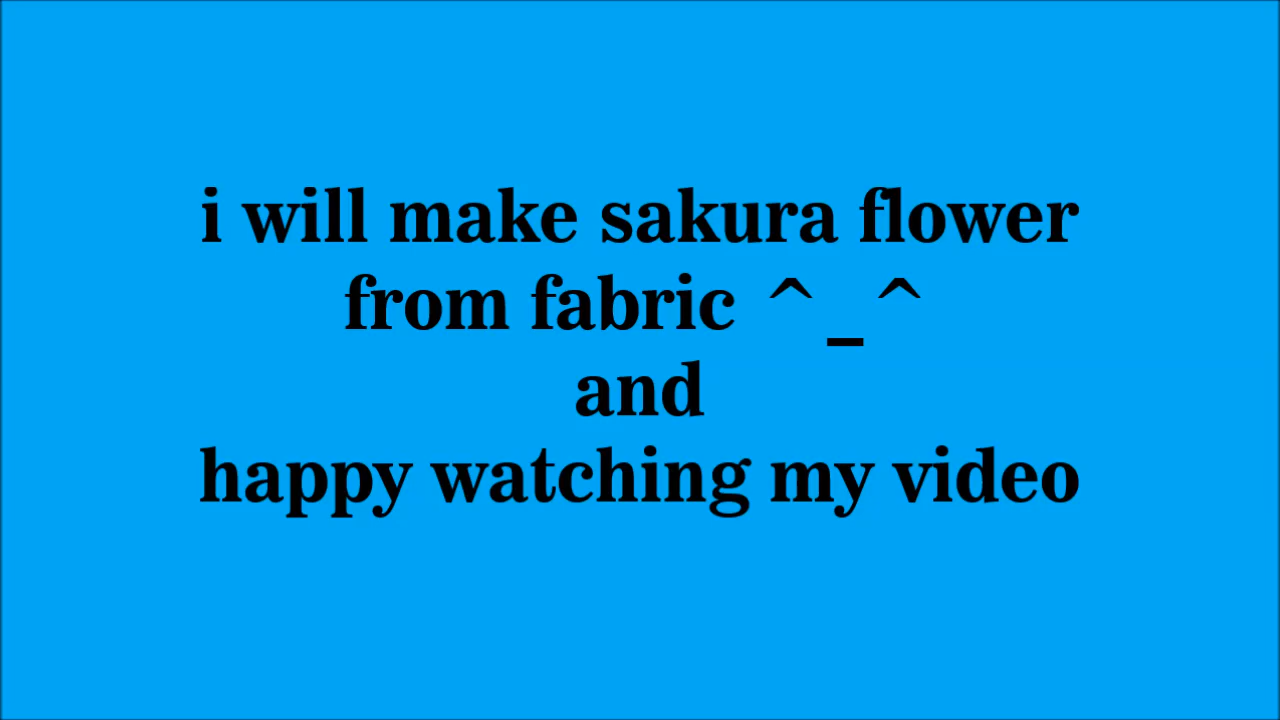 i will make sakura flower
from fabric ^_^
and
happy watching my video